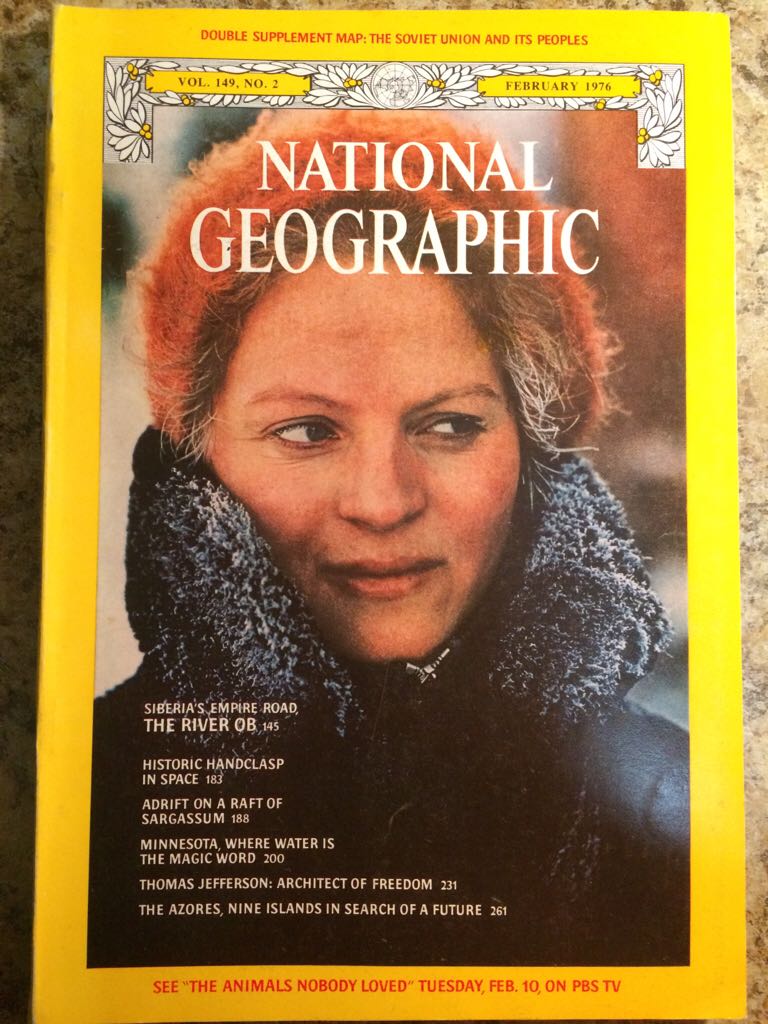 DOUBLE SUPPLEMENT MAP: THE SOVIET UNION AND ITS PEOPLES
VOL. 149, NO. 2
FEBRUARY 1976
NATIONAL
GEOGRAPHIC
SIBERIA'S EMPIRE ROAD,
THE RIVER OB 145
HISTORIC HANDCLASP
IN SPACE 183
ADRIFT ON A RAFT OF
SARGASSUM 188
MINNESOTA, WHERE WATER IS
THE MAGIC WORD 200
THOMAS JEFFERSON: ARCHITECT OF FREEDOM 231
THE AZORES, NINE ISLANDS IN SEARCH OF A FUTURE 261
SEE "THE ANIMALS NOBODY LOVED" TUESDAY, FEB. 10, ON PBS TV